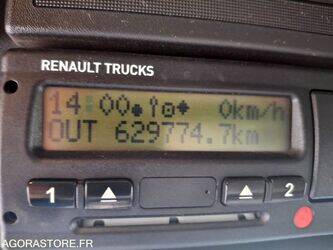 RENAULT TRUCKS
14:00 0km/h
OUT 629774.7km
1 2
AGORASTORE.FR